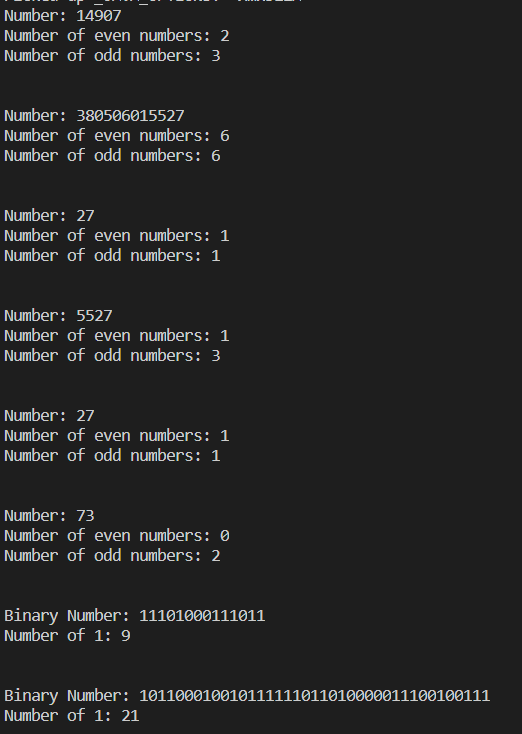 Number: 14907
Number of even numbers: 2
Number of odd numbers: 3
Number: 380506015527
Number of even numbers: 6
Number of odd numbers: 6
Number: 27
Number of even numbers: 1
Number of odd numbers: 1
Number: 5527
Number of even numbers: 1
Number of odd numbers: 3
Number: 27
Number of even numbers: 1
Number of odd numbers: 1
Number: 73
Number of even numbers: 0
Number of odd numbers: 2
Binary Number: 11101000111011
Number of 1: 9
Binary Number: 101100010010111111011010000011100100111
Number of 1: 21